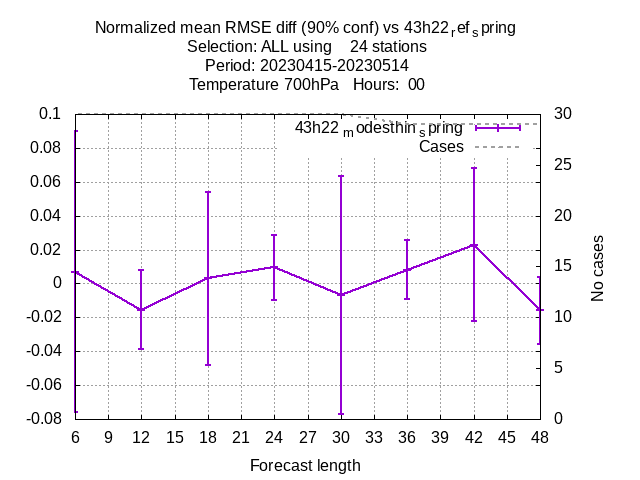 Normalized mean RMSE diff (90% conf) vs 43h22ref spring
Selection: ALL using    24 stations
Period: 20230415-20230514
Temperature 700hPa   Hours:  00
0.1
0.08
0.06
0.04
0.02
0
-0.02
-0.04
-0.06
-0.08
30
25
20
15
10
5
0
43h22modesthinspring
Cases
No cases
6 9 12 15 18 21 24 27 30 33 36 39 42 45 48
Forecast length